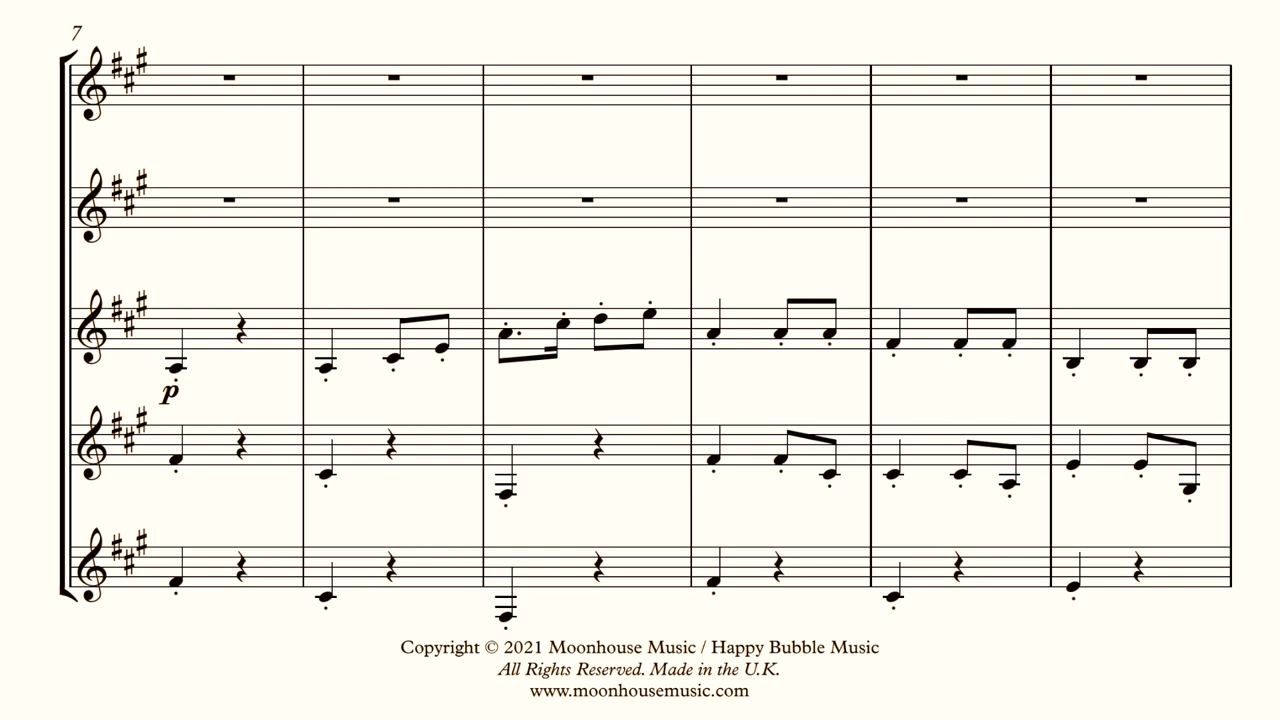 7
p
Copyright © 2021 Moonhouse Music / Happy Bubble Music
All Rights Reserved. Made in the U.K.
www.moonhousemusic.com